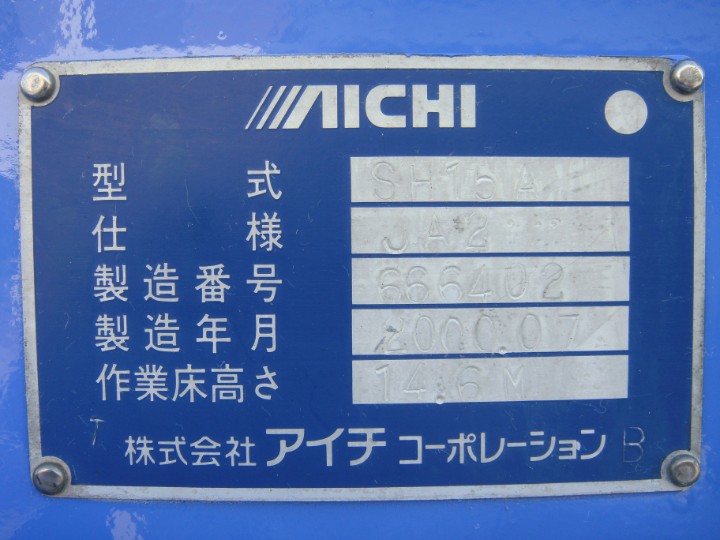 AICHI
型式 SH15A
仕様 JA2
製造番号 666402
製造年月 2000.07
作業床高さ 14.6M
T 株式会社アイチコーポレーション B